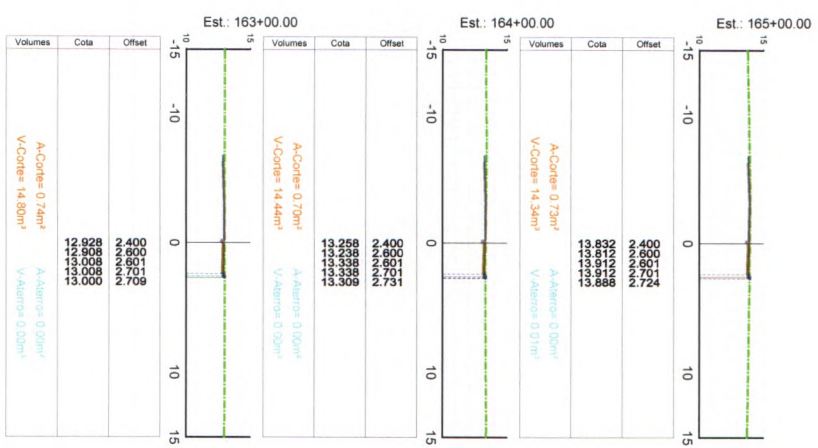 Est.: 163+00.00
Volumes Cota Offset
10 15
-15
-10
0
10
15
A-Corte= 0.74m²
V-Corte= 14.80m³
A-Aterro= 0.00m²
V-Aterro= 0.00m³
12.928 2.400
12.908 2.600
13.008 2.601
13.008 2.701
13.000 2.709
Est.: 164+00.00
Volumes Cota Offset
10 15
-15
-10
0
10
15
A-Corte= 0.70m²
V-Corte= 14.44m³
A-Aterro= 0.00m²
V-Aterro= 0.00m³
13.258 2.400
13.238 2.600
13.338 2.601
13.338 2.701
13.309 2.731
Est.: 165+00.00
Volumes Cota Offset
10 15
-15
-10
0
10
15
A-Corte= 0.73m²
V-Corte= 14.34m³
A-Aterro= 0.00m²
V-Aterro= 0.01m³
13.832 2.400
13.812 2.600
13.912 2.601
13.912 2.701
13.888 2.724